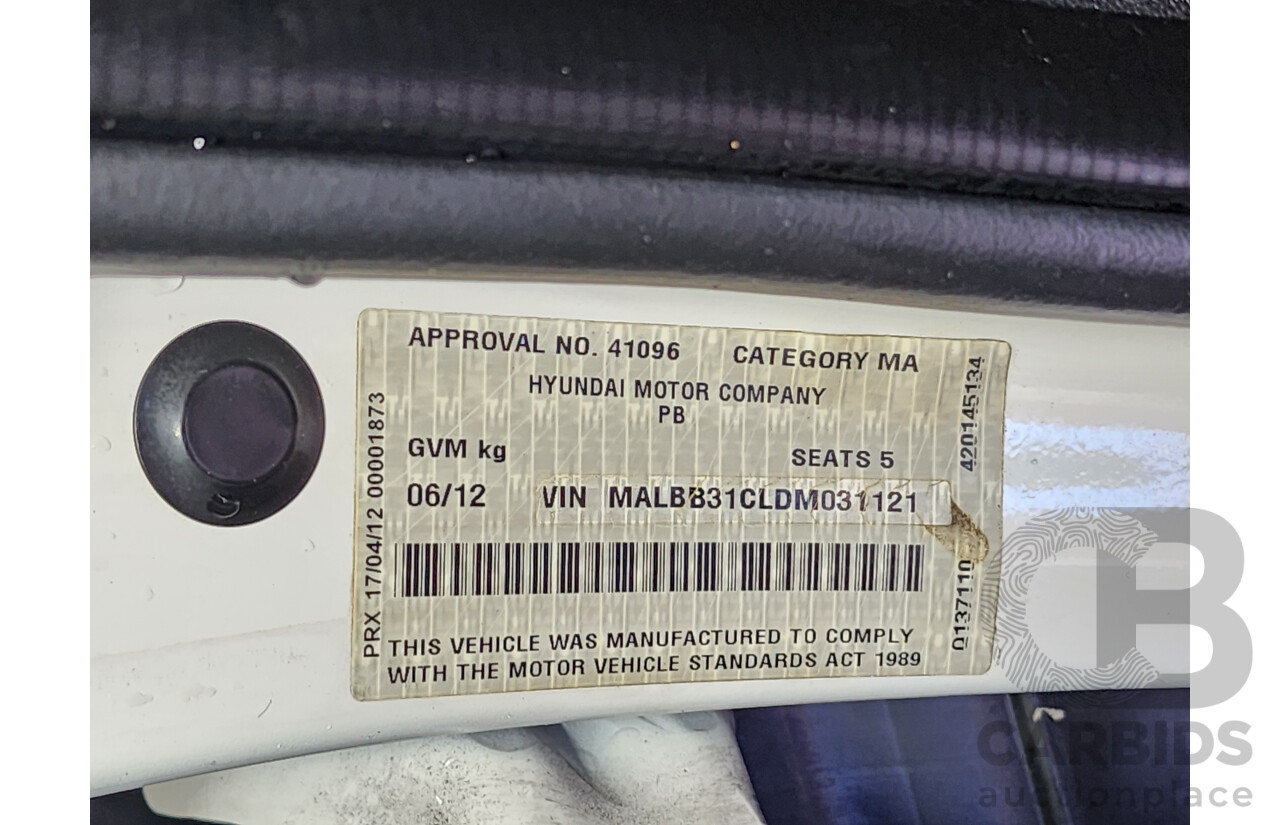 APPROVAL NO. 41096 CATEGORY MA
HYUNDAI MOTOR COMPANY
PB
GVM kg SEATS 5
06/12 VIN MALBB31CLDM031121
THIS VEHICLE WAS MANUFACTURED TO COMPLY
WITH THE MOTOR VEHICLE STANDARDS ACT 1989
PRX 17/04/12 00001873
420145134
CB
CARBIDS
auctionplace